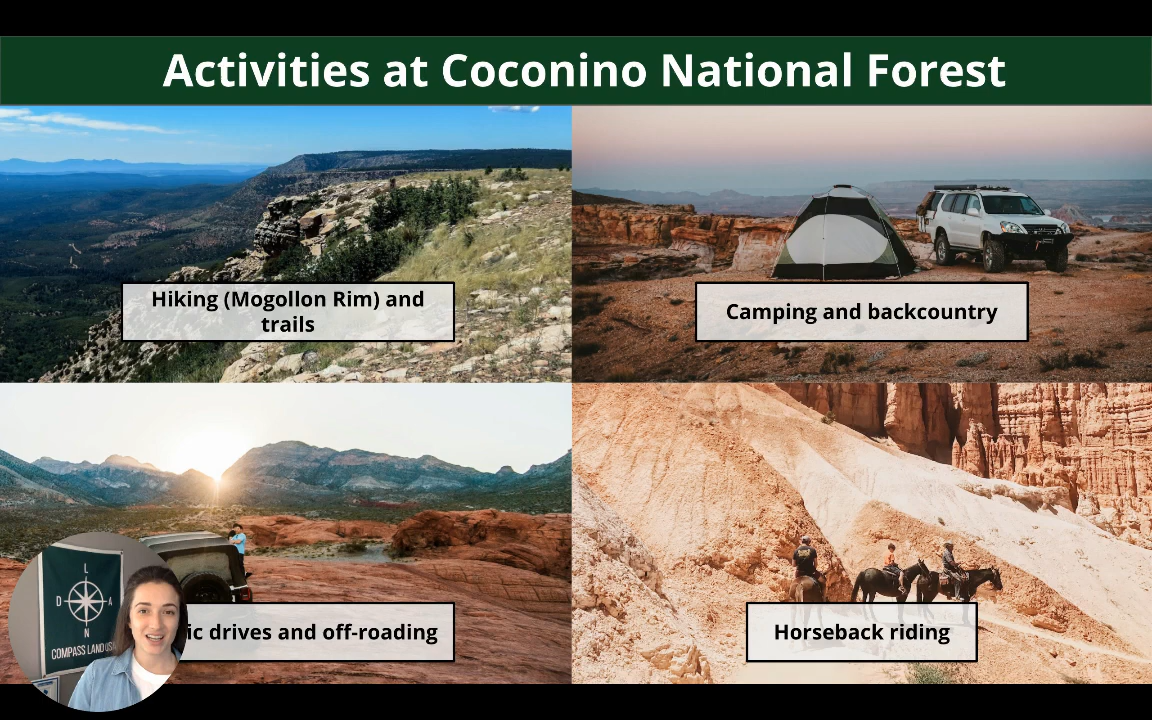 Activities at Coconino National Forest
Hiking (Mogollon Rim) and
trails
Camping and backcountry
ic drives and off-roading
Horseback riding
L
D A
N
COMPASS LAND USA